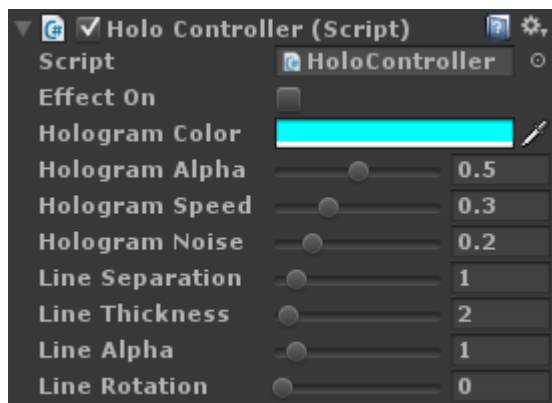 Holo Controller (Script)
Script HoloController
Effect On
Hologram Color
Hologram Alpha 0.5
Hologram Speed 0.3
Hologram Noise 0.2
Line Separation 1
Line Thickness 2
Line Alpha 1
Line Rotation 0